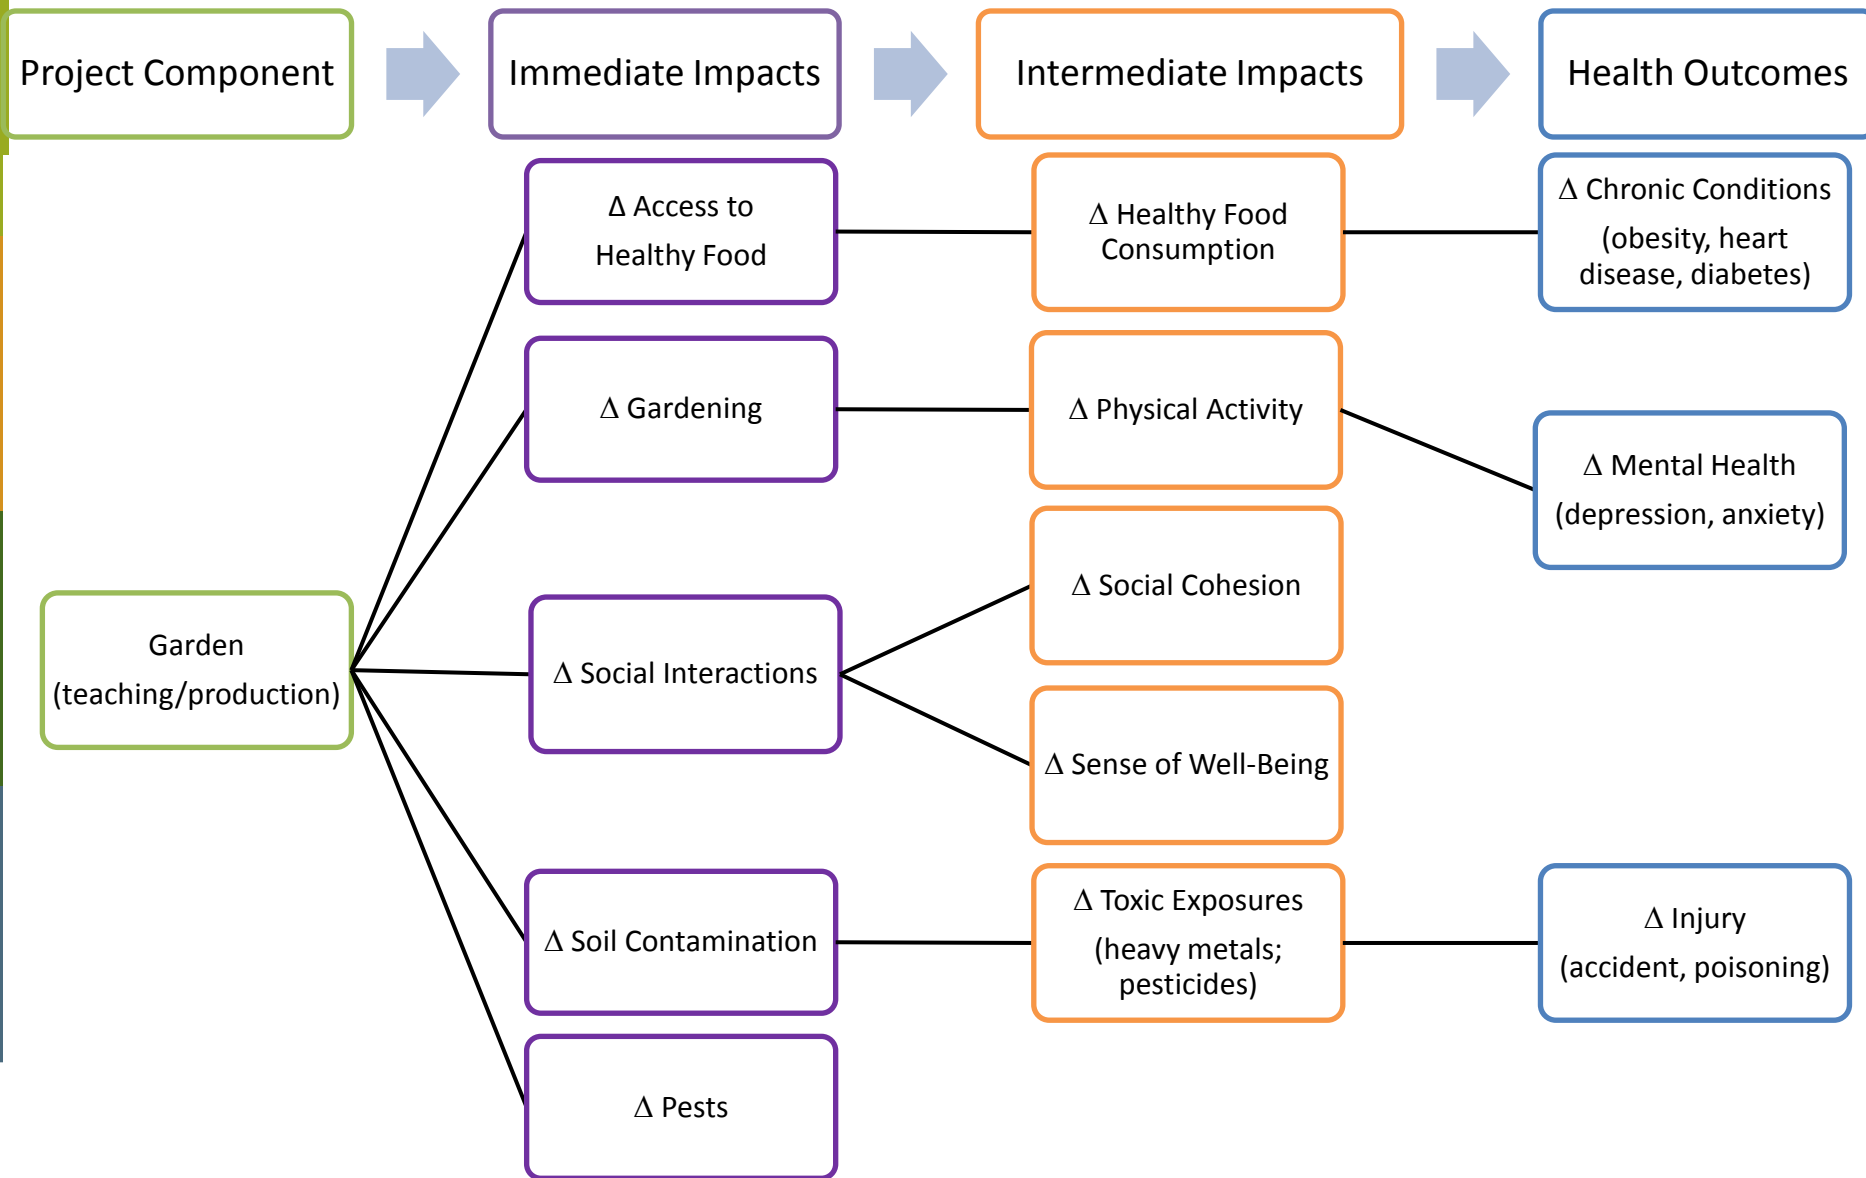 Project Component
Immediate Impacts
Intermediate Impacts
Health Outcomes
Δ Access to
Healthy Food
Δ Healthy Food
Consumption
Δ Chronic Conditions
(obesity, heart
disease, diabetes)
Δ Gardening
Δ Physical Activity
Δ Mental Health
(depression, anxiety)
Δ Social Cohesion
Garden
(teaching/production)
Δ Social Interactions
Δ Sense of Well-Being
Δ Soil Contamination
Δ Toxic Exposures
(heavy metals;
pesticides)
Δ Injury
(accident, poisoning)
Δ Pests